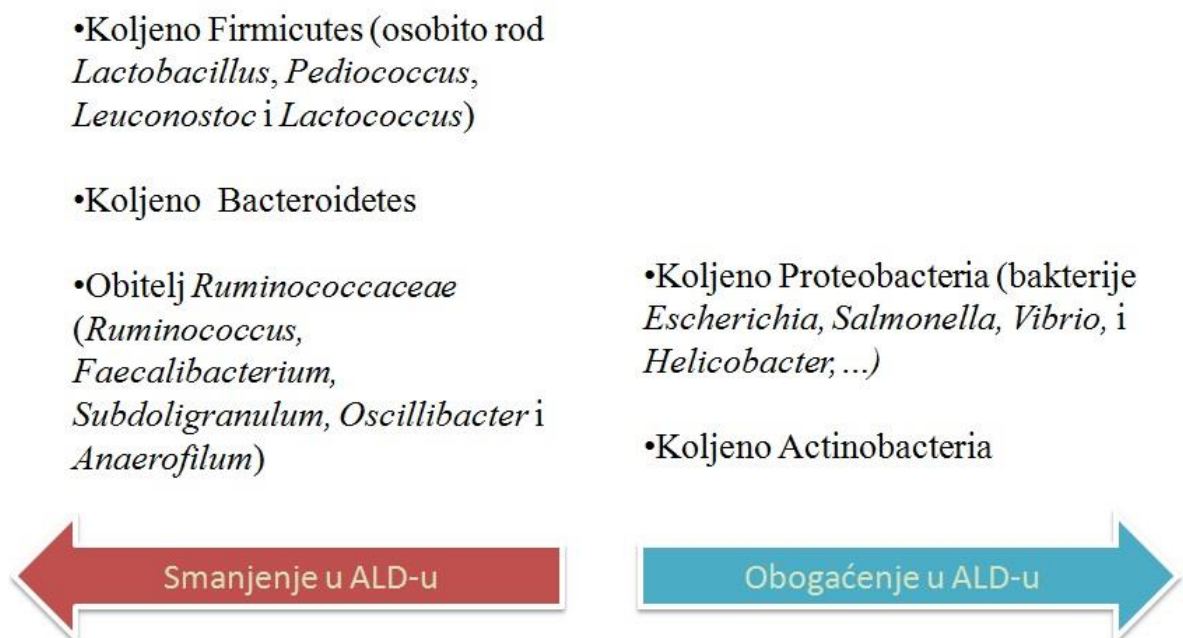 •Koljeno Firmicutes (osobito rod
Lactobacillus, Pediococcus,
Leuconostoc i Lactococcus)
•Koljeno Bacteroidetes
•Obitelj Ruminococcaceae
(Ruminococcus,
Faecalibacterium,
Subdoligranulum, Oscillibacter i
Anaerofilum)
Smanjenje u ALD-u
•Koljeno Proteobacteria (bakterije
Escherichia, Salmonella, Vibrio, i
Helicobacter, ...)
•Koljeno Actinobacteria
Obogaćenje u ALD-u